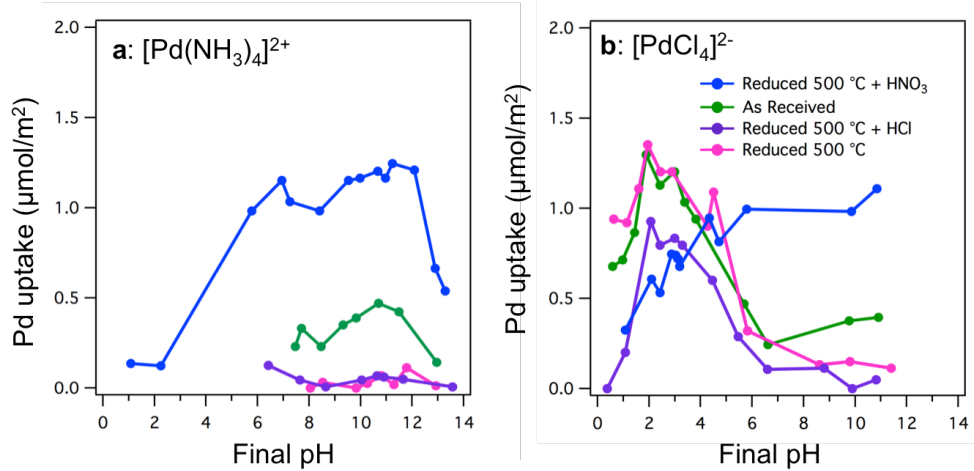 a: [Pd(NH₃)₄]²⁺
2.0
1.5
1.0
0.5
0.0
Pd uptake (µmol/m²)
0 2 4 6 8 10 12 14
Final pH
b: [PdCl₄]²⁻
Reduced 500 °C + HNO₃
As Received
Reduced 500 °C + HCl
Reduced 500 °C
2.0
1.5
1.0
0.5
0.0
Pd uptake (µmol/m²)
0 2 4 6 8 10 12 14
Final pH